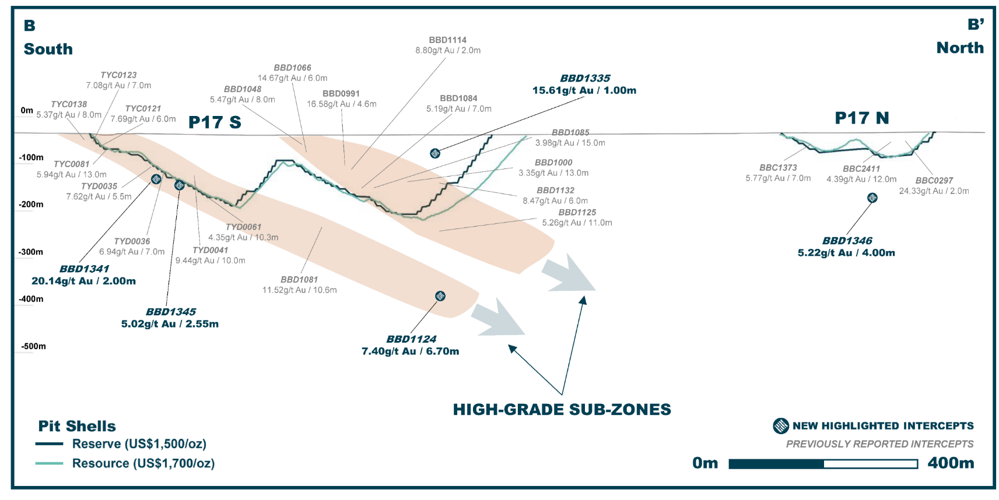 B
B’
South
North
BBD1114
8.80g/t Au / 2.0m
BBD1066
14.67g/t Au / 6.0m
TYC0123
7.08g/t Au / 7.0m
BBD1335
15.61g/t Au / 1.00m
BBD1048
5.47g/t Au / 8.0m
BBD0991
16.58g/t Au / 4.6m
BBD1084
5.19g/t Au / 7.0m
TYC0138
5.37g/t Au / 8.0m
TYC0121
7.69g/t Au / 6.0m
0m
P17 S
P17 N
BBD1085
3.98g/t Au / 15.0m
-100m
TYC0081
5.94g/t Au / 13.0m
BBD1000
3.35g/t Au / 13.0m
BBC1373
5.77g/t Au / 7.0m
BBC2411
4.39g/t Au / 12.0m
BBC0297
24.33g/t Au / 2.0m
TYD0035
7.62g/t Au / 5.5m
BBD1132
8.47g/t Au / 6.0m
-200m
BBD1125
5.26g/t Au / 11.0m
TYD0061
4.35g/t Au / 10.3m
TYD0036
6.94g/t Au / 7.0m
TYD0041
9.44g/t Au / 10.0m
BBD1346
5.22g/t Au / 4.00m
-300m
BBD1341
20.14g/t Au / 2.00m
BBD1081
11.52g/t Au / 10.6m
-400m
BBD1345
5.02g/t Au / 2.55m
BBD1124
7.40g/t Au / 6.70m
-500m
HIGH-GRADE SUB-ZONES
Pit Shells
Reserve (US$1,500/oz)
Resource (US$1,700/oz)
NEW HIGHLIGHTED INTERCEPTS
PREVIOUSLY REPORTED INTERCEPTS
0m
400m